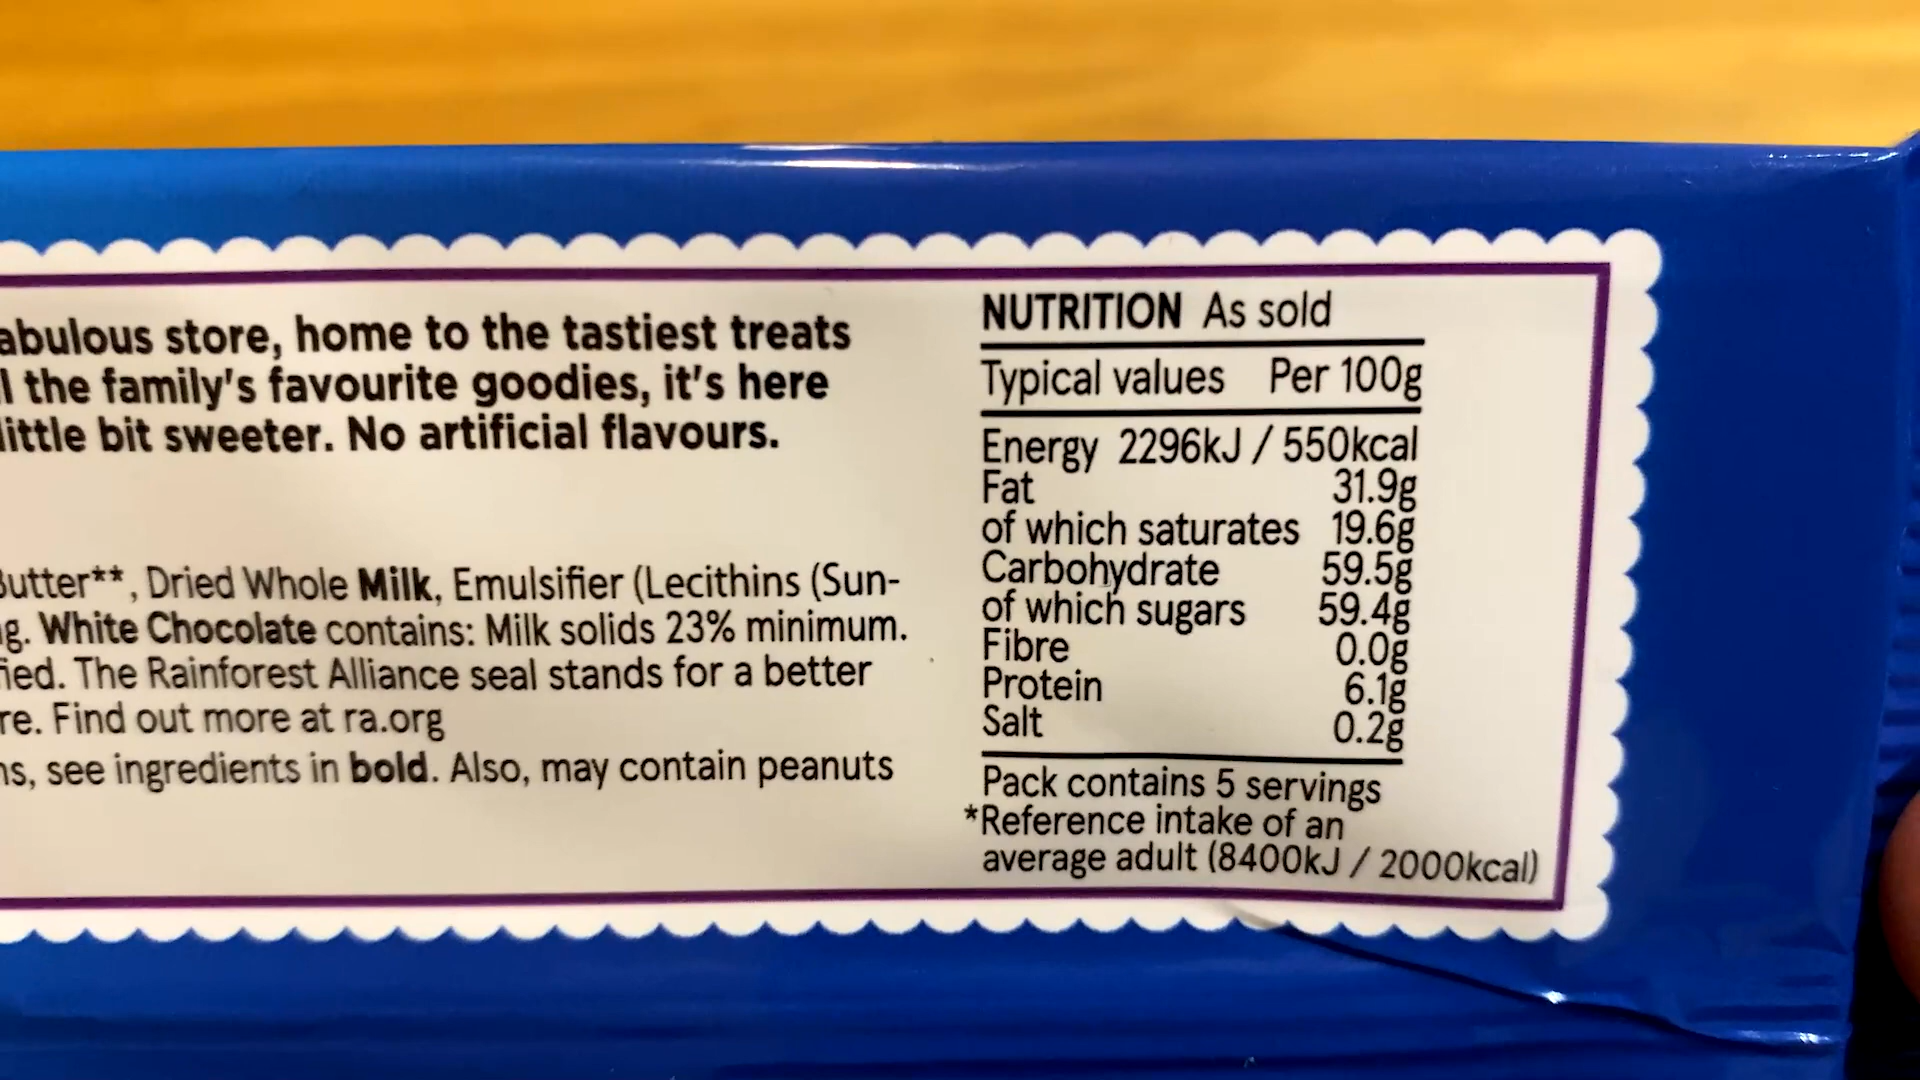 abulous store, home to the tastiest treats
the family's favourite goodies, it's here
little bit sweeter. No artificial flavours.
Butter**, Dried Whole Milk, Emulsifier (Lecithins (Sun-
g. White Chocolate contains: Milk solids 23% minimum.
fied. The Rainforest Alliance seal stands for a better
re. Find out more at ra.org
ns, see ingredients in bold. Also, may contain peanuts
NUTRITION As sold
Typical values Per 100g
Energy 2296kJ / 550kcal
Fat 31.9g
of which saturates 19.6g
Carbohydrate 59.5g
of which sugars 59.4g
Fibre 0.0g
Protein 6.1g
Salt 0.2g
Pack contains 5 servings
*Reference intake of an
average adult (8400kJ / 2000kcal)